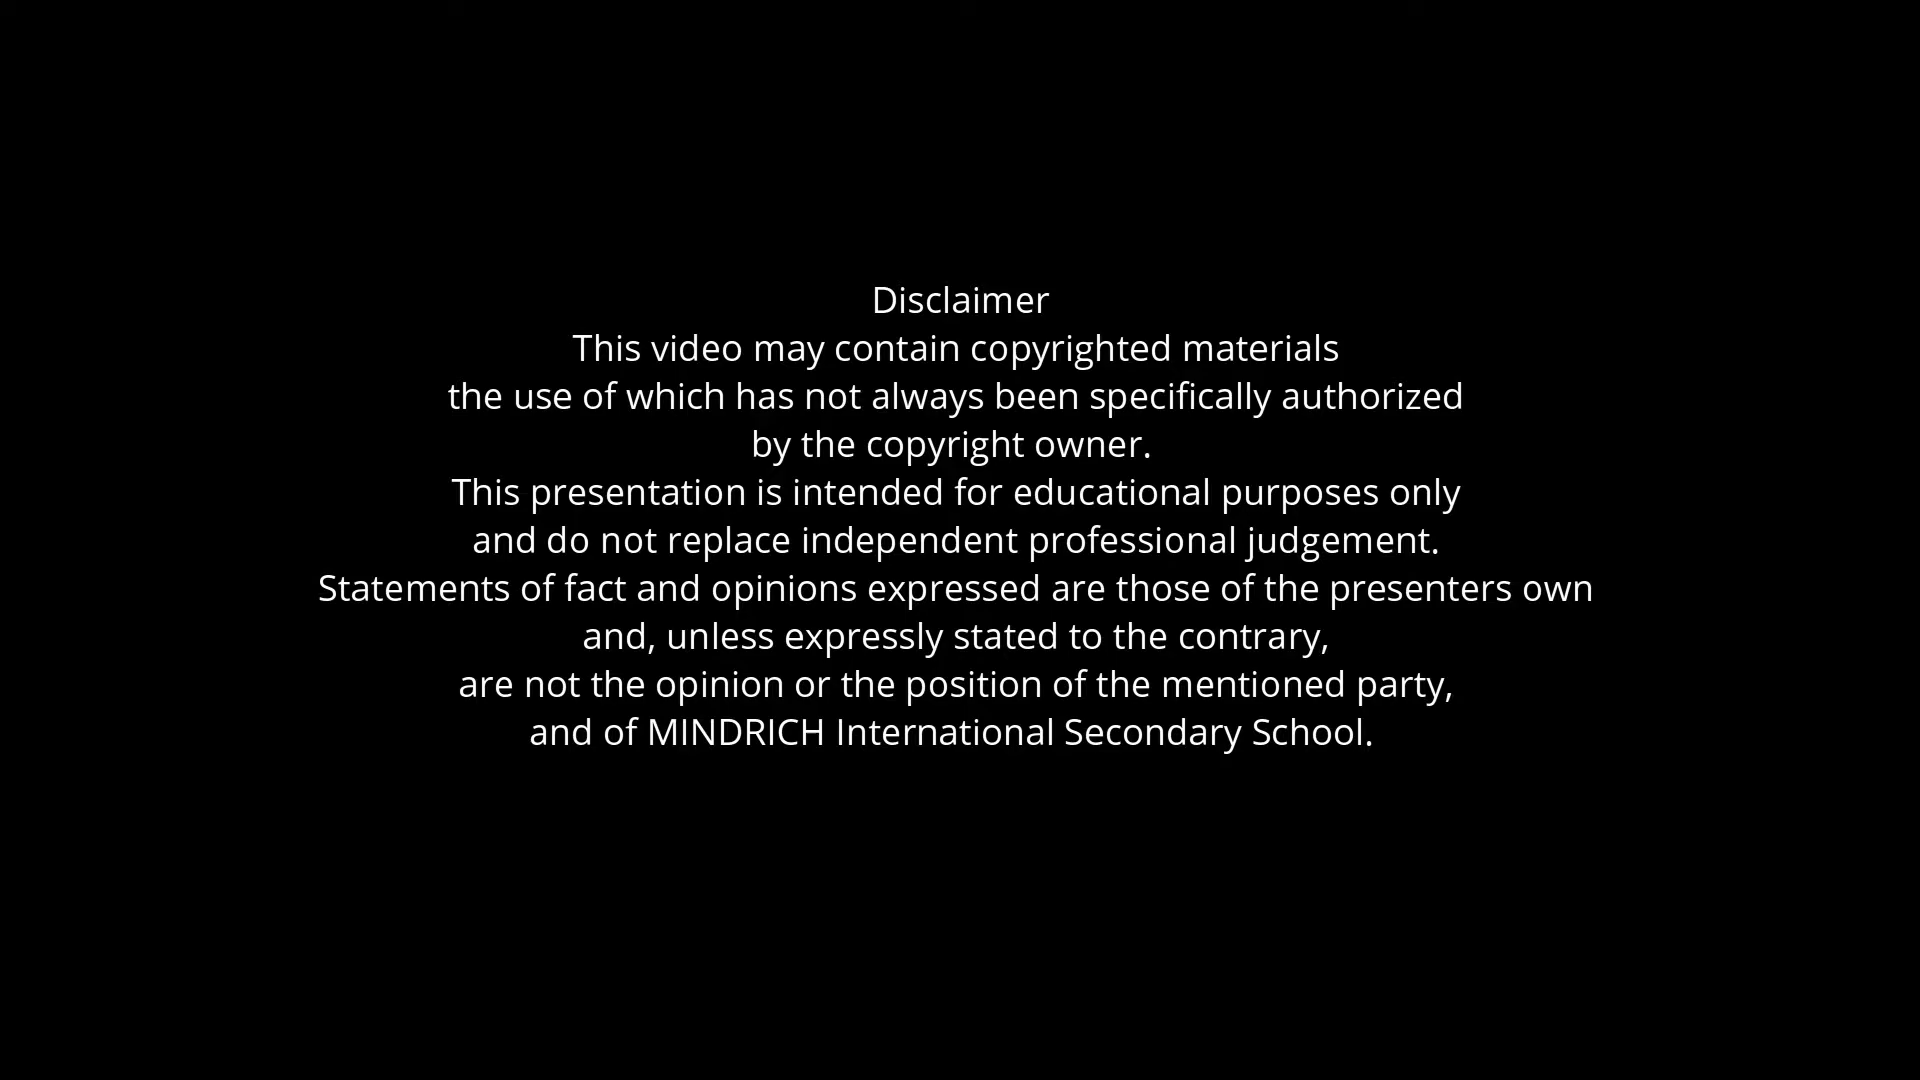 Disclaimer
This video may contain copyrighted materials
the use of which has not always been specifically authorized
by the copyright owner.
This presentation is intended for educational purposes only
and do not replace independent professional judgement.
Statements of fact and opinions expressed are those of the presenters own
and, unless expressly stated to the contrary,
are not the opinion or the position of the mentioned party,
and of MINDRICH International Secondary School.